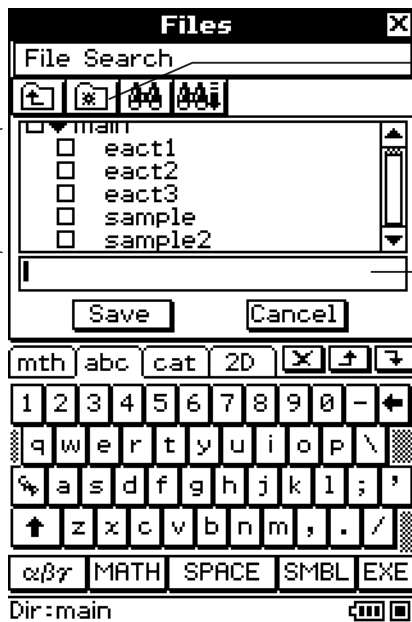 Files
File Search
main
eact1
eact2
eact3
sample
sample2
Save Cancel
mth abc cat 2D
1 2 3 4 5 6 7 8 9 0 -
q w e r t y u i o p \
a s d f g h j k l ; '
z x c v b n m , . /
αβγ MATH SPACE SMBL EXE
Dir:main